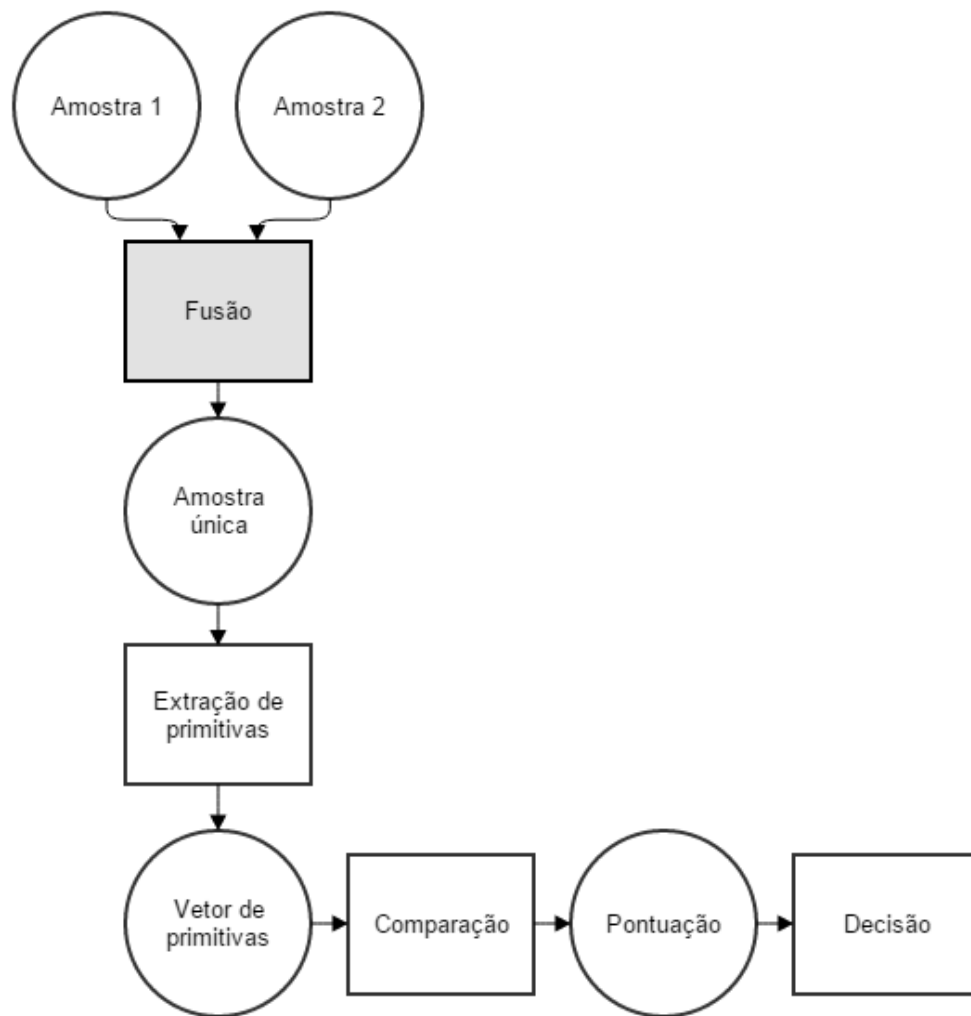 Amostra 1
Amostra 2
Fusão
Amostra
única
Extração de
primitivas
Vetor de
primitivas
Comparação
Pontuação
Decisão